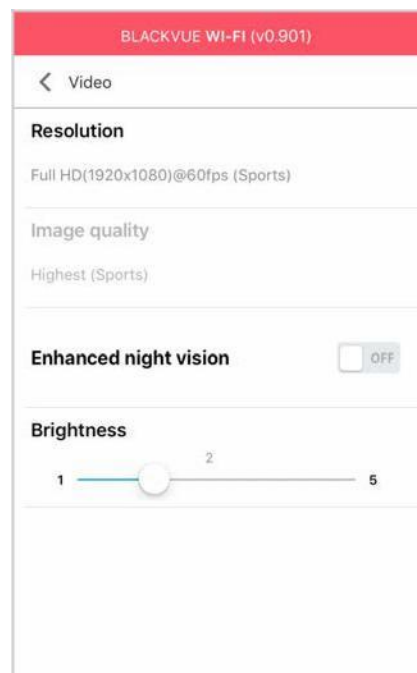 BLACKVUE WI-FI (v0.901)
Video
Resolution
Full HD(1920x1080)@60fps (Sports)
Image quality
Highest (Sports)
Enhanced night vision OFF
Brightness
2
1 5